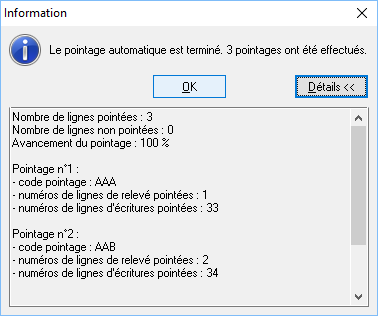 Information
Le pointage automatique est terminé. 3 pointages ont été effectués.
OK
Détails <<
Nombre de lignes pointées : 3
Nombre de lignes non pointées : 0
Avancement du pointage : 100 %
Pointage n°1 :
- code pointage : AAA
- numéros de lignes de relevé pointées : 1
- numéros de lignes d'écritures pointées : 33
Pointage n°2 :
- code pointage : AAB
- numéros de lignes de relevé pointées : 2
- numéros de lignes d'écritures pointées : 34